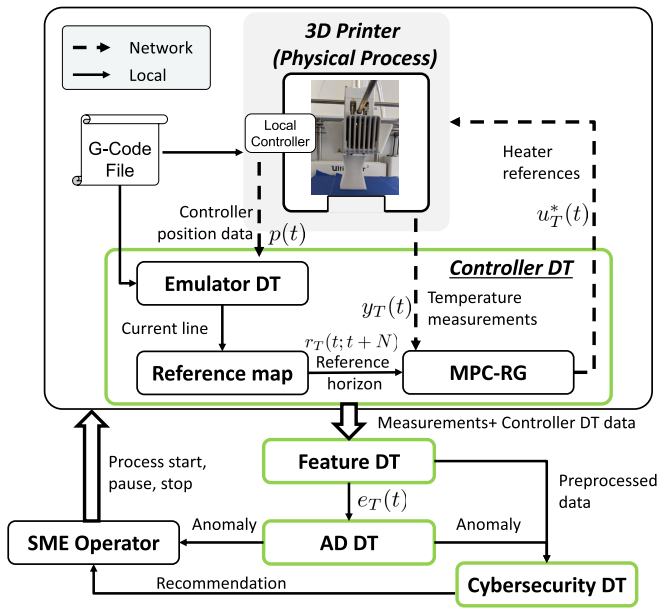 Network
Local
3D Printer
(Physical Process)
G-Code
File
Local
Controller
Heater
references
u*_T(t)
Controller
position data
p(t)
Controller DT
Emulator DT
y_T(t)
Temperature
measurements
Current line
r_T(t; t + N)
Reference
horizon
Reference map
MPC-RG
Measurements+ Controller DT data
Process start,
pause, stop
Feature DT
Preprocessed
data
e_T(t)
Anomaly
Anomaly
SME Operator
AD DT
Recommendation
Cybersecurity DT